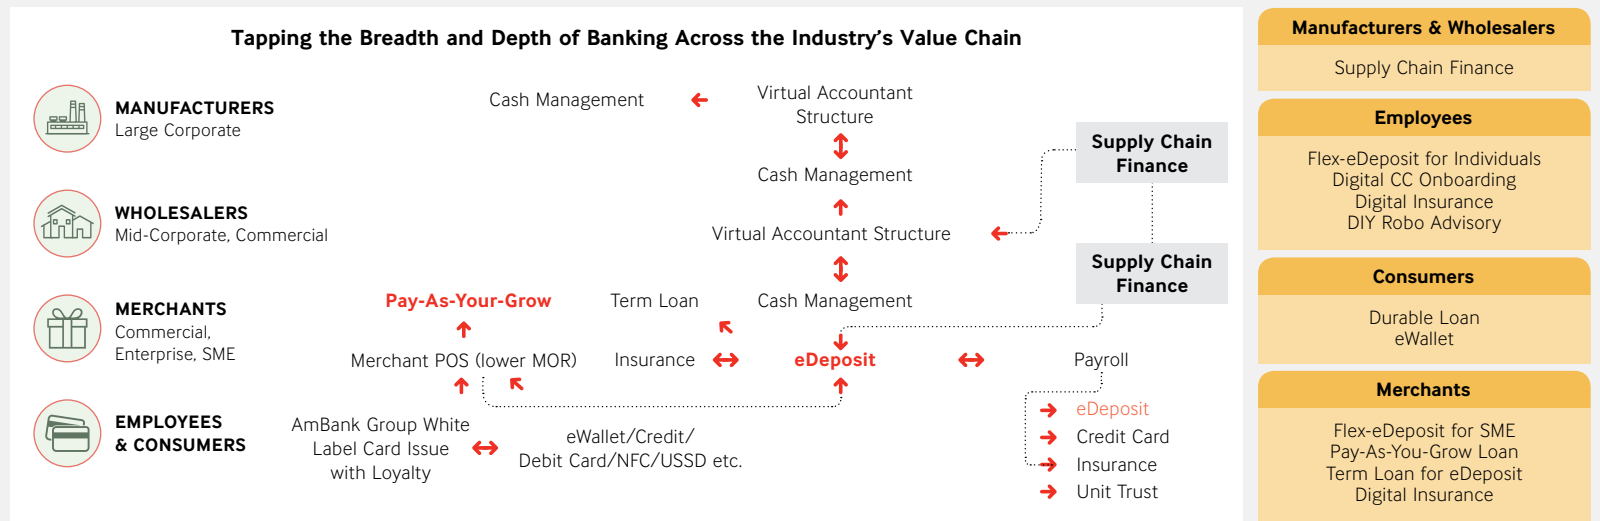 Tapping the Breadth and Depth of Banking Across the Industry's Value Chain
MANUFACTURERS
Large Corporate
WHOLESALERS
Mid-Corporate, Commercial
MERCHANTS
Commercial,
Enterprise, SME
EMPLOYEES
& CONSUMERS
Cash Management
Virtual Accountant
Structure
Cash Management
Virtual Accountant Structure
Supply Chain
Finance
Supply Chain
Finance
Pay-As-Your-Grow
Term Loan
Cash Management
Merchant POS (lower MOR)
Insurance
eDeposit
Payroll
AmBank Group White
Label Card Issue
with Loyalty
eWallet/Credit/
Debit Card/NFC/USSD etc.
eDeposit
Credit Card
Insurance
Unit Trust
Manufacturers & Wholesalers
Supply Chain Finance
Employees
Flex-eDeposit for Individuals
Digital CC Onboarding
Digital Insurance
DIY Robo Advisory
Consumers
Durable Loan
eWallet
Merchants
Flex-eDeposit for SME
Pay-As-You-Grow Loan
Term Loan for eDeposit
Digital Insurance